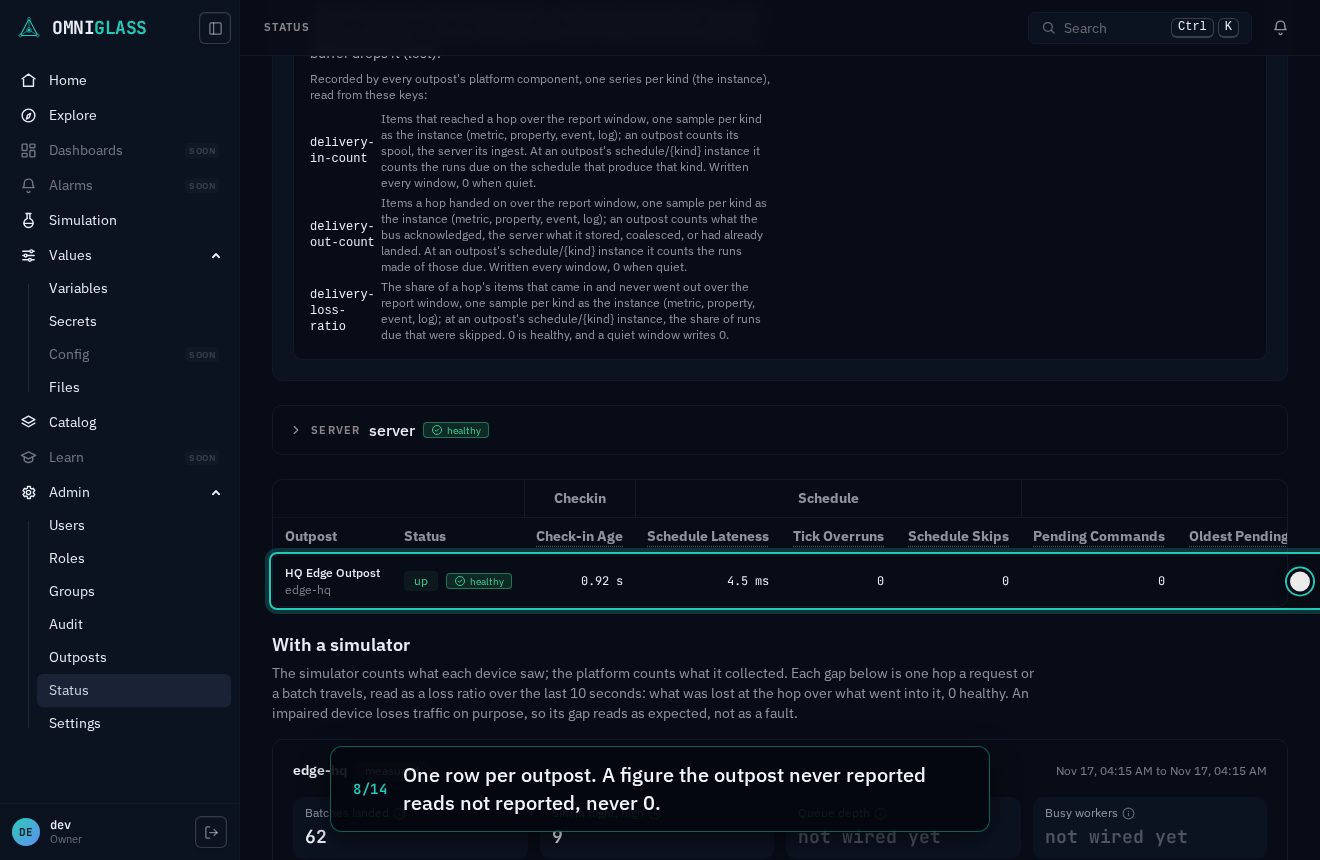 OMNIGLASS
STATUS
Search
Ctrl
K
Home
Explore
Dashboards SOON
Alarms SOON
Simulation
Values
Variables
Secrets
Config SOON
Files
Catalog
Learn SOON
Admin
Users
Roles
Groups
Audit
Outposts
Status
Settings
DE
dev
Owner
Recorded by every outpost's platform component, one series per kind (the instance),
read from these keys:
delivery-
in-count
Items that reached a hop over the report window, one sample per kind
as the instance (metric, property, event, log); an outpost counts its
spool, the server its ingest. At an outpost's schedule/{kind} instance it
counts the runs due on the schedule that produce that kind. Written
every window, 0 when quiet.
delivery-
out-count
Items a hop handed on over the report window, one sample per kind as
the instance (metric, property, event, log); an outpost counts what the
bus acknowledged, the server what it stored, coalesced, or had already
landed. At an outpost's schedule/{kind} instance it counts the runs
made of those due. Written every window, 0 when quiet.
delivery-
loss-
ratio
The share of a hop's items that came in and never went out over the
report window, one sample per kind as the instance (metric, property,
event, log); at an outpost's schedule/{kind} instance, the share of runs
due that were skipped. 0 is healthy, and a quiet window writes 0.
SERVER server healthy
Checkin Schedule
Outpost Status Check-in Age Schedule Lateness Tick Overruns Schedule Skips Pending Commands Oldest Pending
HQ Edge Outpost
edge-hq
up healthy 0.92 s 4.5 ms 0 0 0
With a simulator
The simulator counts what each device saw; the platform counts what it collected. Each gap below is one hop a request or
a batch travels, read as a loss ratio over the last 10 seconds: what was lost at the hop over what went into it, 0 healthy. An
impaired device loses traffic on purpose, so its gap reads as expected, not as a fault.
edge-hq
Nov 17, 04:15 AM to Nov 17, 04:15 AM
8/14
One row per outpost. A figure the outpost never reported
reads not reported, never 0.
Batches landed
62
9
Queue depth
not wired yet
Busy workers
not wired yet